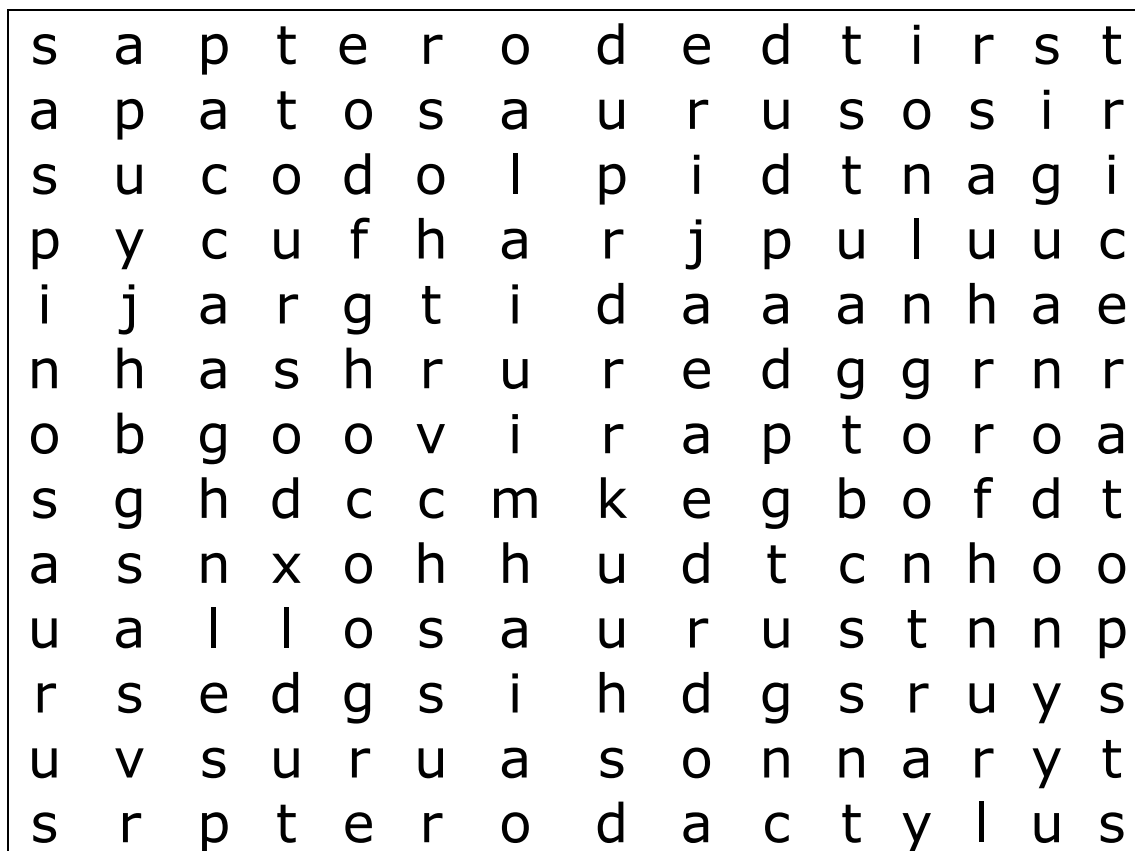 s a p t e r o d e d t i r s t
a p a t o s a u r u s o s i r
s u c o d o l p i d t n a g i
p y c u f h a r j p u l u u c
i j a r g t i d a a a n h a e
n h a s h r u r e d g g r n r
o b g o o v i r a p t o r o a
s g h d c c m k e g b o f d t
a s n x o h h u d t c n h o o
u a l l o s a u r u s t n n p
r s e d g s i h d g s r u y s
u v s u r u a s o n n a r y t
s r p t e r o d a c t y l u s